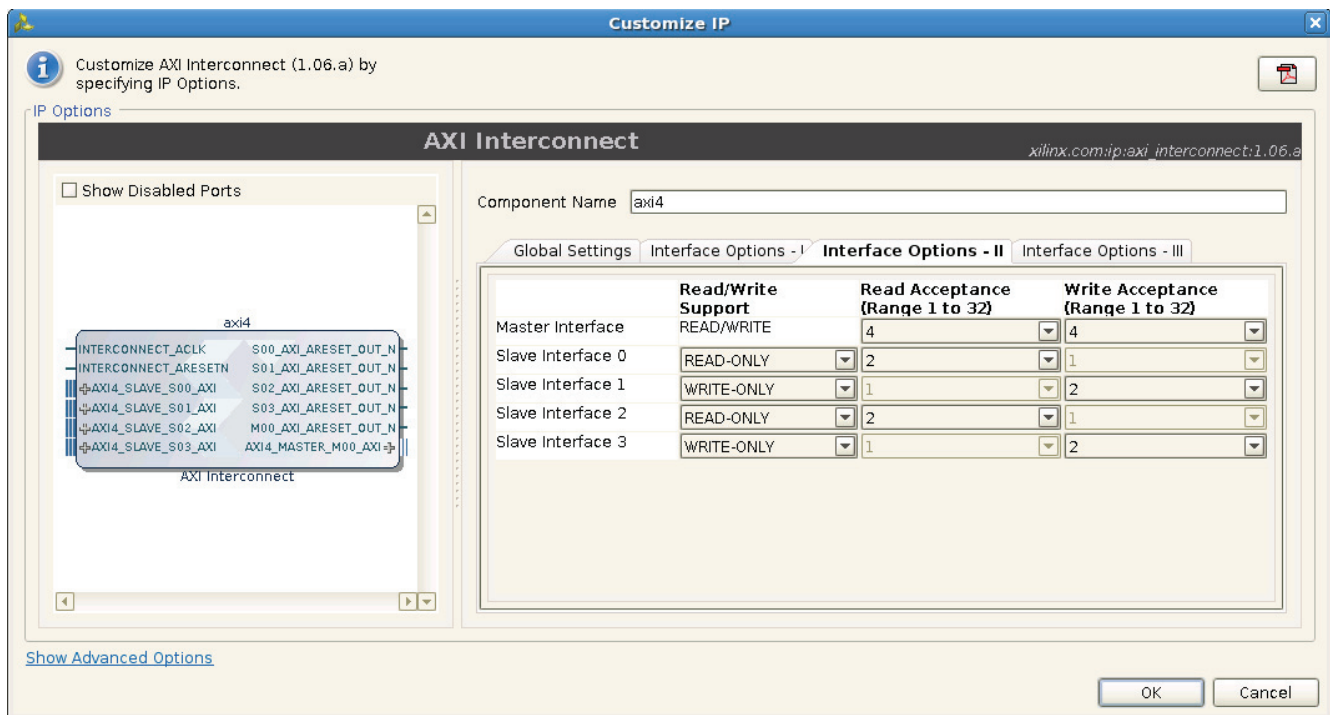 Customize IP
Customize AXI Interconnect (1.06.a) by
specifying IP Options.
IP Options
AXI Interconnect
xilinx.com:ip:axi_interconnect:1.06.a
Show Disabled Ports
axi4
INTERCONNECT_ACLK S00_AXI_ARESET_OUT_N
INTERCONNECT_ARESETN S01_AXI_ARESET_OUT_N
AXI4_SLAVE_S00_AXI S02_AXI_ARESET_OUT_N
AXI4_SLAVE_S01_AXI S03_AXI_ARESET_OUT_N
AXI4_SLAVE_S02_AXI M00_AXI_ARESET_OUT_N
AXI4_SLAVE_S03_AXI AXI4_MASTER_M00_AXI
AXI Interconnect
Component Name axi4
Global Settings Interface Options - I Interface Options - II Interface Options - III
Read/Write Support Read Acceptance (Range 1 to 32) Write Acceptance (Range 1 to 32)
Master Interface READ/WRITE 4 4
Slave Interface 0 READ-ONLY 2 1
Slave Interface 1 WRITE-ONLY 1 2
Slave Interface 2 READ-ONLY 2 1
Slave Interface 3 WRITE-ONLY 1 2
Show Advanced Options
OK Cancel